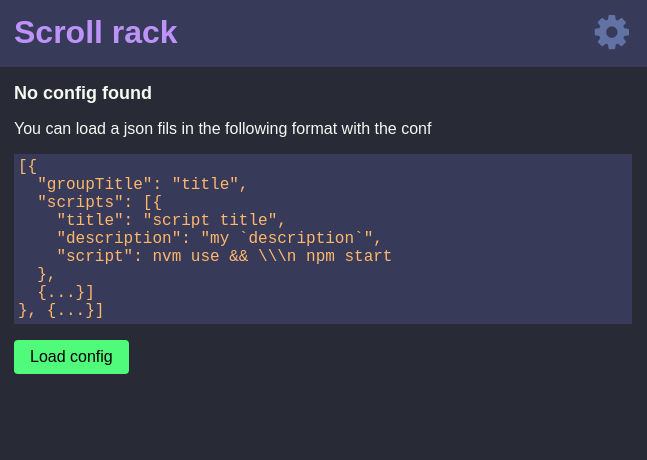 Scroll rack
No config found
You can load a json fils in the following format with the conf
[{
  "groupTitle": "title",
  "scripts": [{
    "title": "script title",
    "description": "my `description`",
    "script": nvm use && \\\n npm start
  },
  {...}]
}, {...}]
Load config